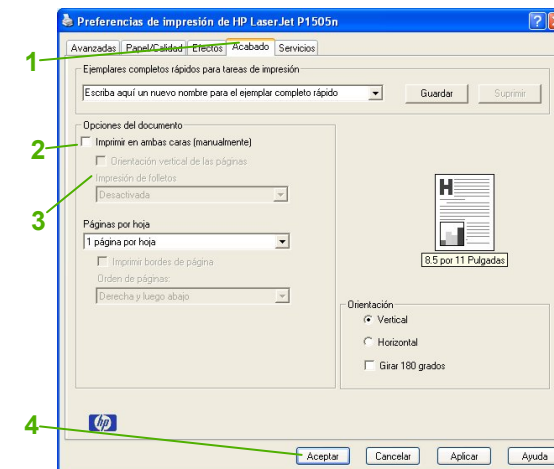 Preferencias de impresión de HP LaserJet P1505n
Avanzadas Papel/Calidad Efectos Acabado Servicios
1
Ejemplares completos rápidos para tareas de impresión
Escriba aquí un nuevo nombre para el ejemplar completo rápido
Guardar Suprimir
Opciones del documento
2
Imprimir en ambas caras (manualmente)
Orientación vertical de las páginas
Impresión de folletos
3
Desactivada
H
Páginas por hoja
1 página por hoja
Imprimir bordes de página
8.5 por 11 Pulgadas
Orden de páginas:
Derecha y luego abajo
Orientación
Vertical
Horizontal
Girar 180 grados
hp
4
Aceptar Cancelar Aplicar Ayuda